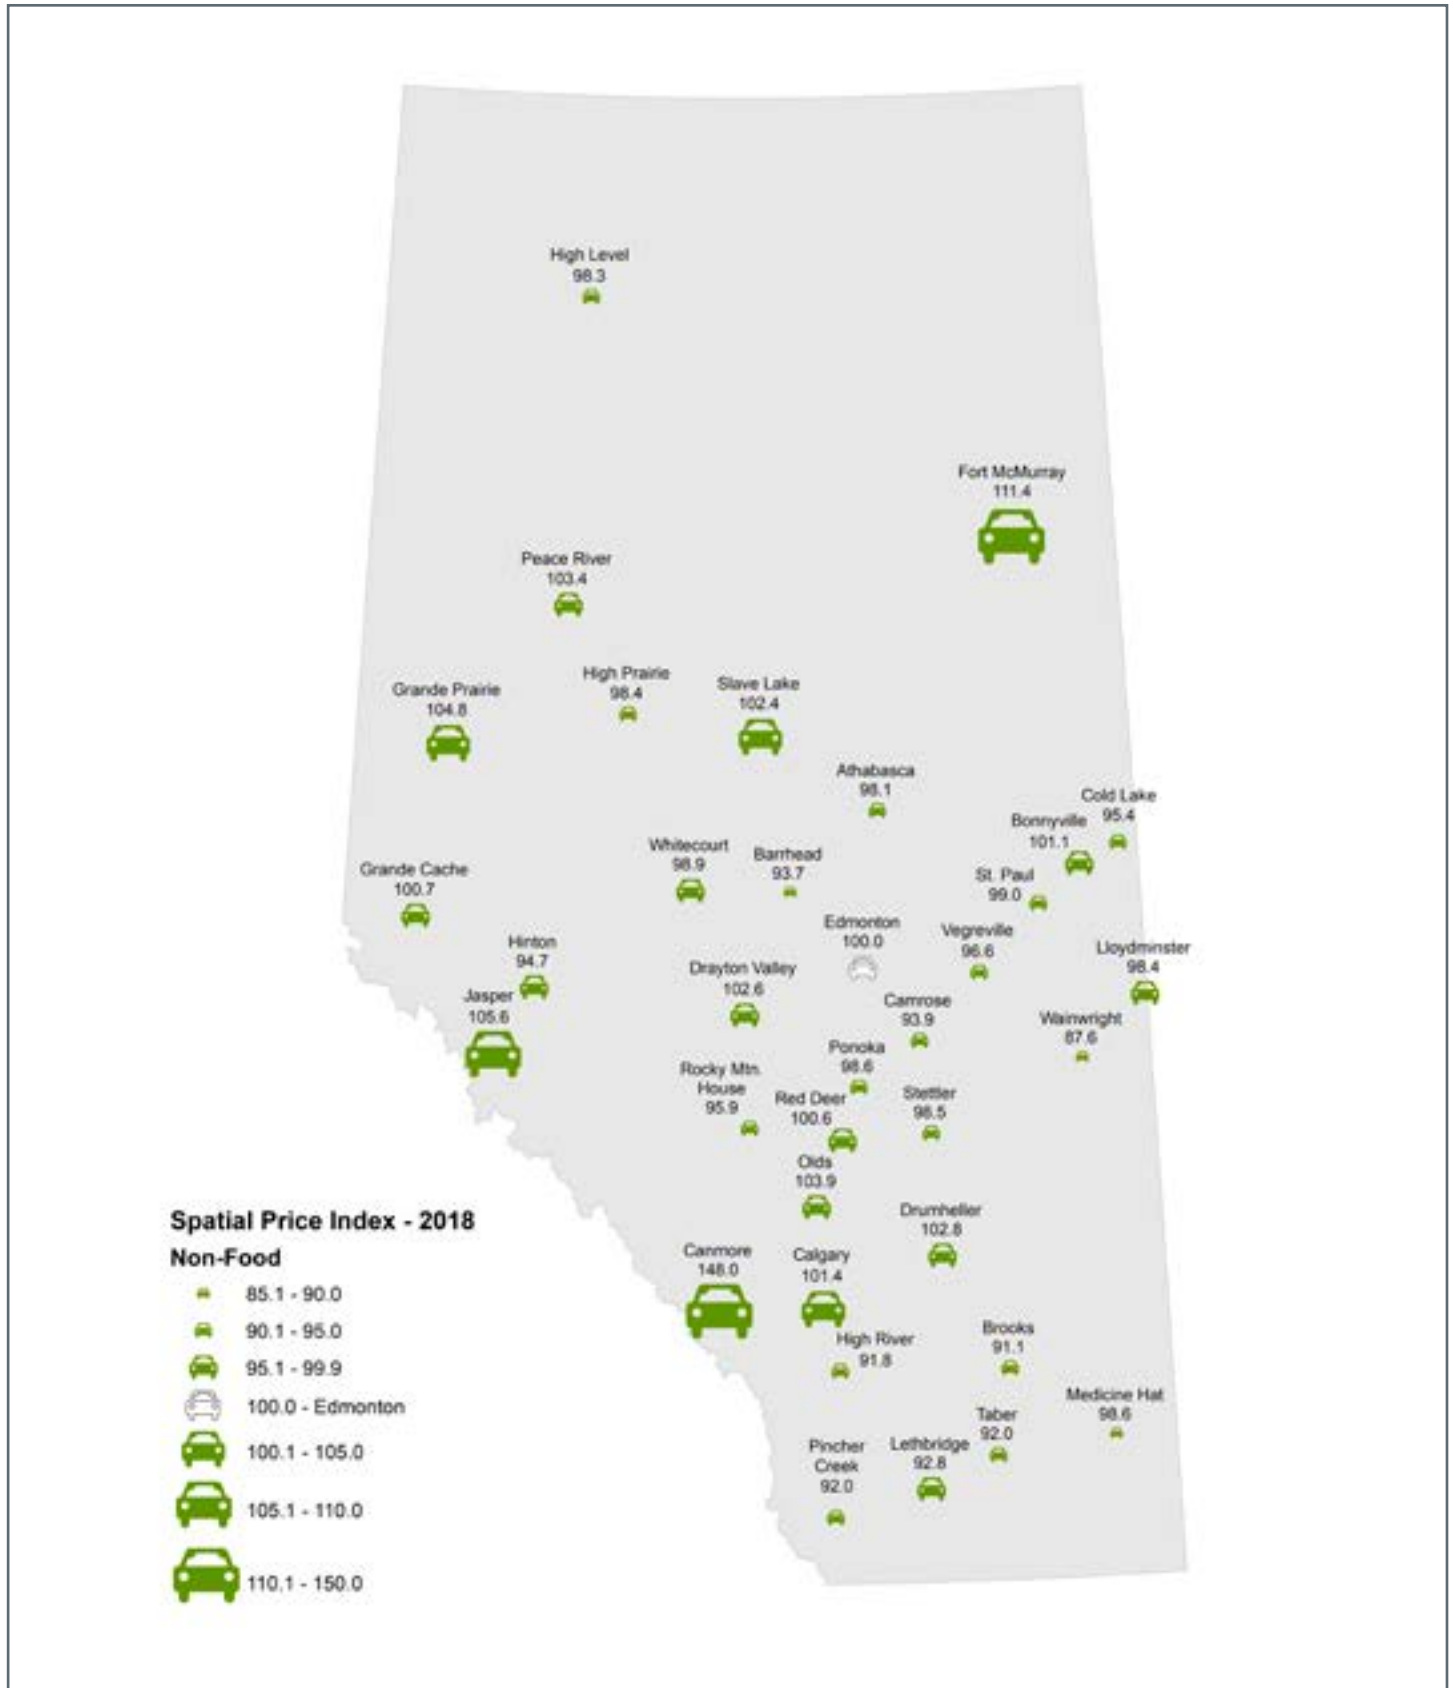 High Level
98.3
Fort McMurray
111.4
Peace River
103.4
High Prairie
98.4
Slave Lake
102.4
Grande Prairie
104.8
Athabasca
98.1
Cold Lake
95.4
Bonnyville
101.1
Whitecourt
98.9
Barrhead
93.7
St. Paul
99.0
Grande Cache
100.7
Edmonton
100.0
Vegreville
96.6
Hinton
94.7
Lloydminster
98.4
Drayton Valley
102.6
Jasper
105.6
Camrose
93.9
Wainwright
87.6
Ponoka
98.6
Rocky Mtn.
House
95.9
Red Deer
100.6
Stettler
98.5
Olds
103.9
Drumheller
102.8
Canmore
148.0
Calgary
101.4
High River
91.8
Brooks
91.1
Medicine Hat
98.6
Taber
92.0
Pincher
Creek
92.0
Lethbridge
92.8
Spatial Price Index - 2018
Non-Food
85.1 - 90.0
90.1 - 95.0
95.1 - 99.9
100.0 - Edmonton
100.1 - 105.0
105.1 - 110.0
110.1 - 150.0